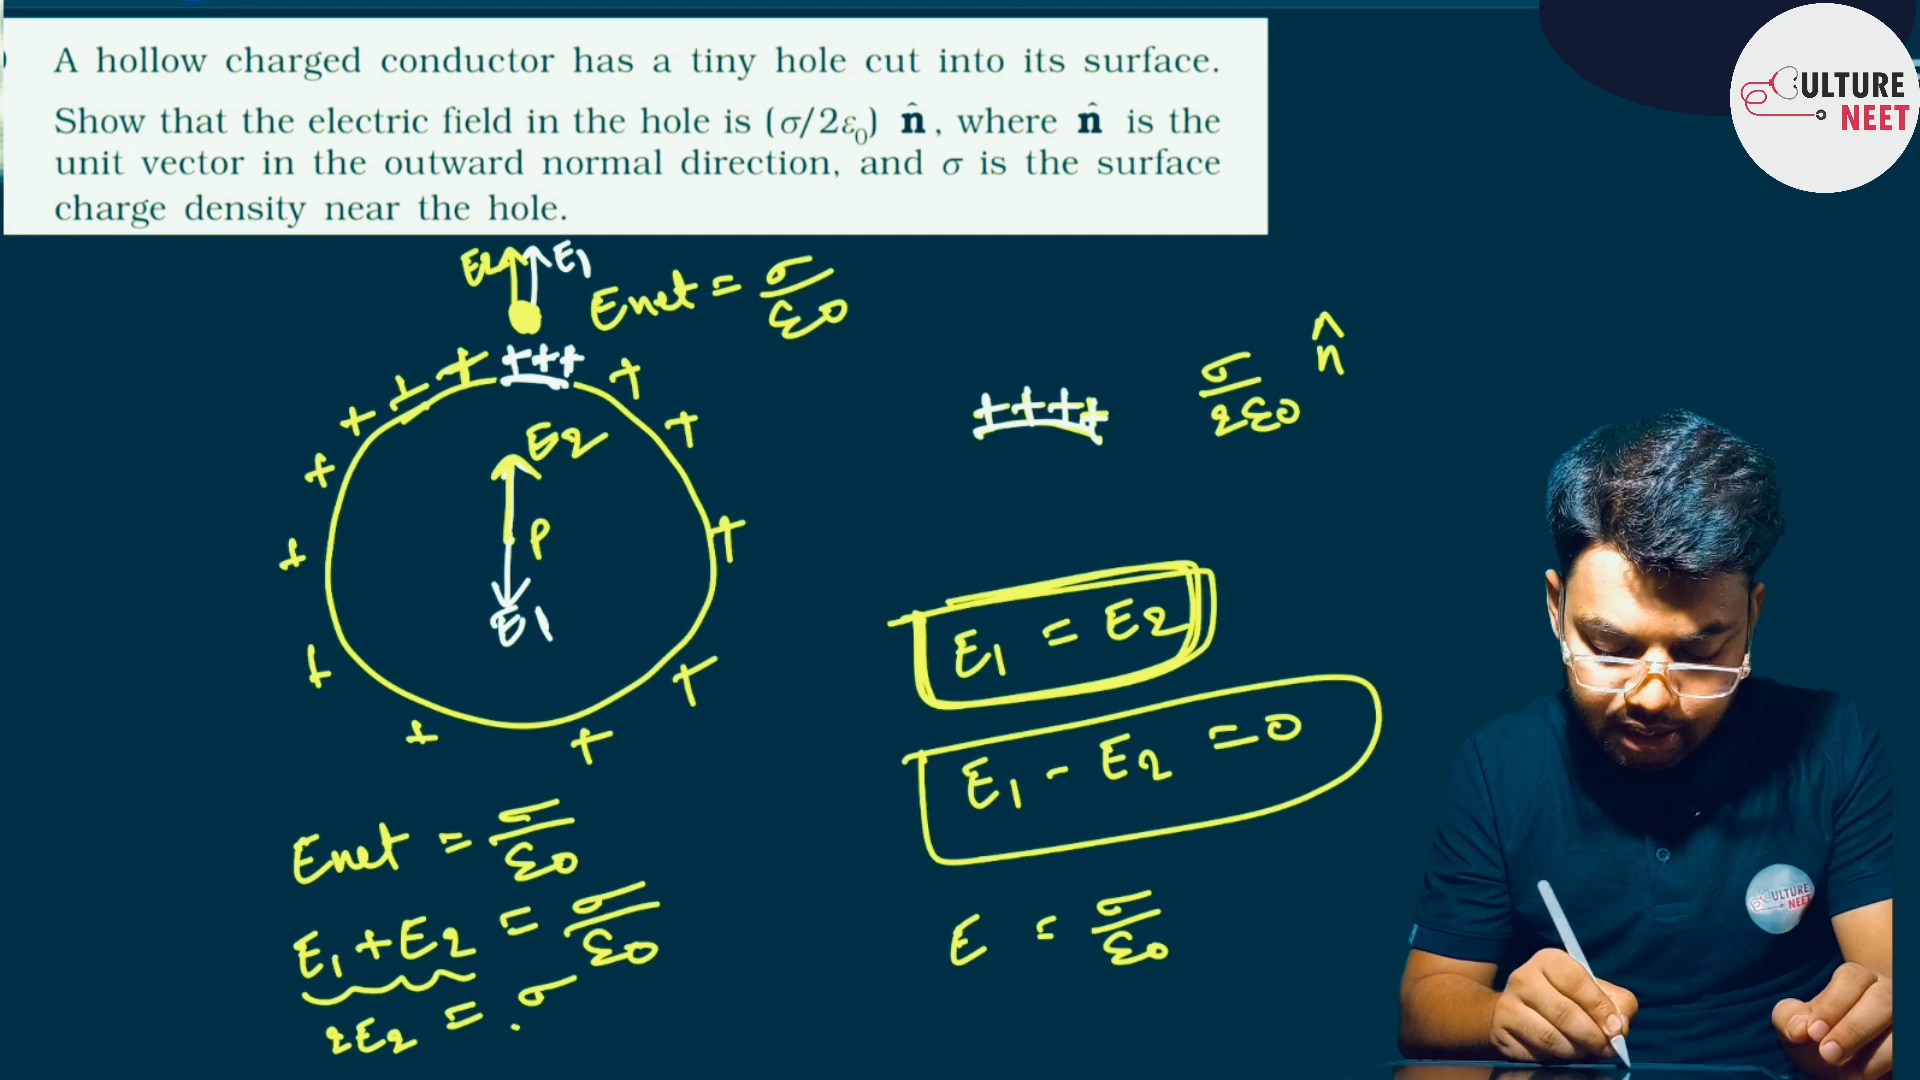 A hollow charged conductor has a tiny hole cut into its surface.
Show that the electric field in the hole is (σ/2ε₀) n̂, where n̂ is the
unit vector in the outward normal direction, and σ is the surface
charge density near the hole.
CULTURE
NEET
E2 E1
Enet = σ/ε0
+ + + +++ +
+ +
+ +
+ +
+ +
E2
P
E1
++++
σ/2ε0 n̂
E1 = E2
E1 - E2 = 0
Enet = σ/ε0
E1 + E2 = σ/ε0
2E2 = σ
E = σ/ε0
CULTURE
NEET